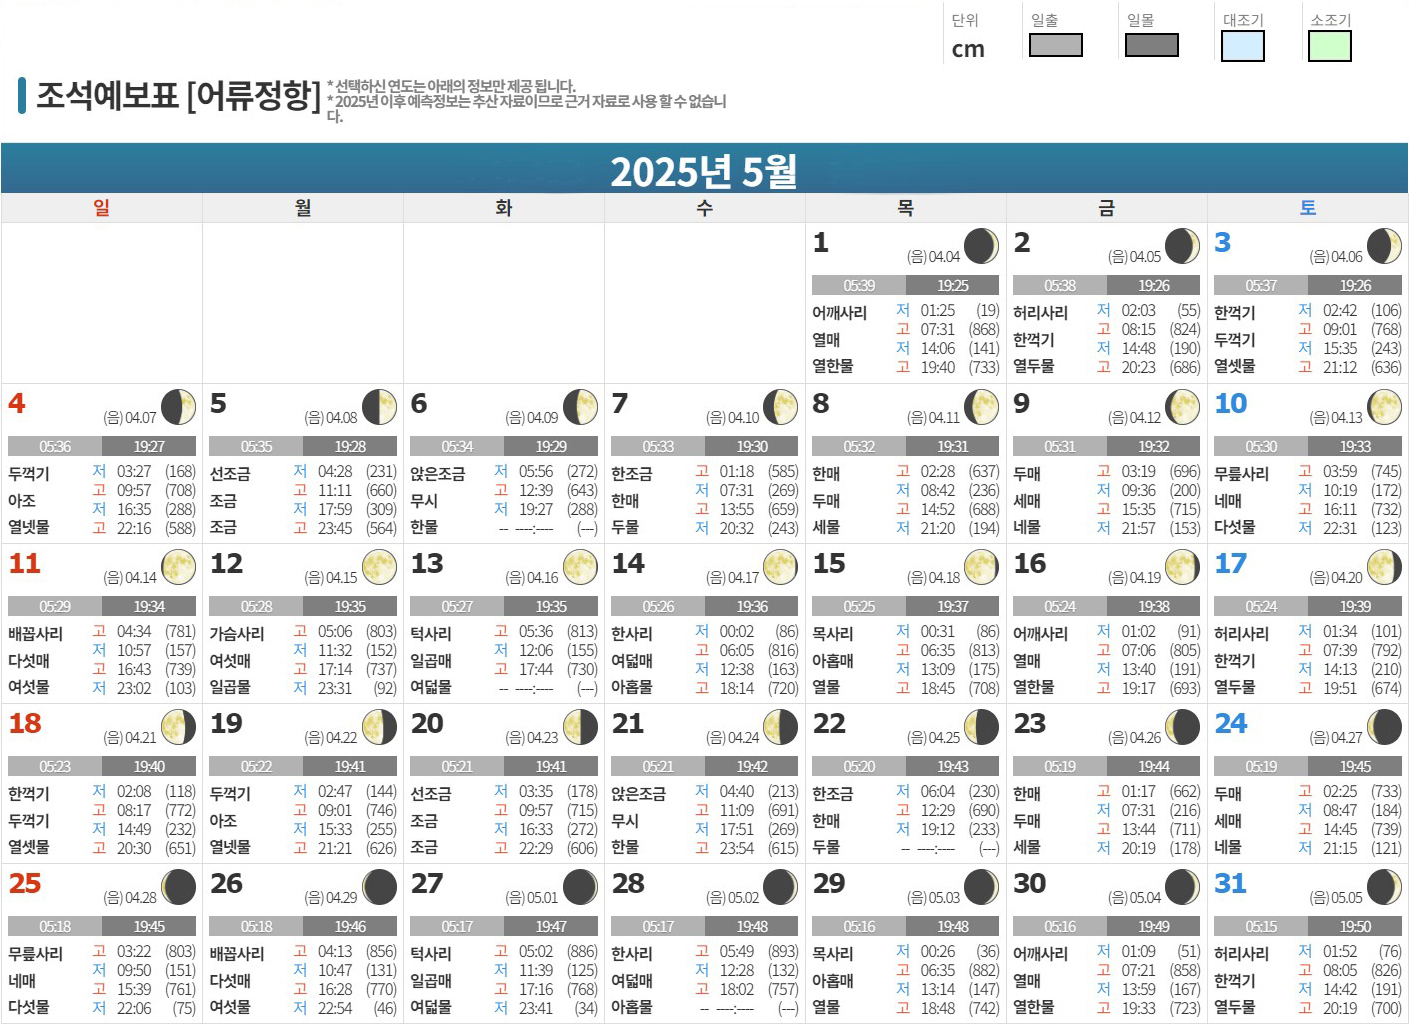 단위 일출 일몰 대조기 소조기
cm
조석예보표 [어류정항]
* 선택하신 연도는 아래의 정보만 제공 됩니다.
* 2025년 이후 예측정보는 추산 자료이므로 근거 자료로 사용 할 수 없습니
다.
2025년 5월
일 월 화 수 목 금 토
1 (음) 04.04
05:39 19:25
어깨사리 열매 열한물
저 01:25 (19)
고 07:31 (868)
저 14:06 (141)
고 19:40 (733)
2 (음) 04.05
05:38 19:26
허리사리 한꺽기 열두물
저 02:03 (55)
고 08:15 (824)
저 14:48 (190)
고 20:23 (686)
3 (음) 04.06
05:37 19:26
한꺽기 두꺽기 열셋물
저 02:42 (106)
고 09:01 (768)
저 15:35 (243)
고 21:12 (636)
4 (음) 04.07
05:36 19:27
두꺽기 아조 열넷물
저 03:27 (168)
고 09:57 (708)
저 16:35 (288)
고 22:16 (588)
5 (음) 04.08
05:35 19:28
선조금 조금 조금
저 04:28 (231)
고 11:11 (660)
저 17:59 (309)
고 23:45 (564)
6 (음) 04.09
05:34 19:29
앉은조금 무시 한물
저 05:56 (272)
고 12:39 (643)
저 19:27 (288)
-- ----:---- (---)
7 (음) 04.10
05:33 19:30
한조금 한매 두물
고 01:18 (585)
저 07:31 (269)
고 13:55 (659)
저 20:32 (243)
8 (음) 04.11
05:32 19:31
한매 두매 세물
고 02:28 (637)
저 08:42 (236)
고 14:52 (688)
저 21:20 (194)
9 (음) 04.12
05:31 19:32
두매 세매 네물
고 03:19 (696)
저 09:36 (200)
고 15:35 (715)
저 21:57 (153)
10 (음) 04.13
05:30 19:33
무릎사리 네매 다섯물
고 03:59 (745)
저 10:19 (172)
고 16:11 (732)
저 22:31 (123)
11 (음) 04.14
05:29 19:34
배꼽사리 다섯매 여섯물
고 04:34 (781)
저 10:57 (157)
고 16:43 (739)
저 23:02 (103)
12 (음) 04.15
05:28 19:35
가슴사리 여섯매 일곱물
고 05:06 (803)
저 11:32 (152)
고 17:14 (737)
저 23:31 (92)
13 (음) 04.16
05:27 19:35
턱사리 일곱매 여덟물
고 05:36 (813)
저 12:06 (155)
고 17:44 (730)
-- ----:---- (---)
14 (음) 04.17
05:26 19:36
한사리 여덟매 아홉물
저 00:02 (86)
고 06:05 (816)
저 12:38 (163)
고 18:14 (720)
15 (음) 04.18
05:25 19:37
목사리 아홉매 열물
저 00:31 (86)
고 06:35 (813)
저 13:09 (175)
고 18:45 (708)
16 (음) 04.19
05:24 19:38
어깨사리 열매 열한물
저 01:02 (91)
고 07:06 (805)
저 13:40 (191)
고 19:17 (693)
17 (음) 04.20
05:24 19:39
허리사리 한꺽기 열두물
저 01:34 (101)
고 07:39 (792)
저 14:13 (210)
고 19:51 (674)
18 (음) 04.21
05:23 19:40
한꺽기 두꺽기 열셋물
저 02:08 (118)
고 08:17 (772)
저 14:49 (232)
고 20:30 (651)
19 (음) 04.22
05:22 19:41
두꺽기 아조 열넷물
저 02:47 (144)
고 09:01 (746)
저 15:33 (255)
고 21:21 (626)
20 (음) 04.23
05:21 19:41
선조금 조금 조금
저 03:35 (178)
고 09:57 (715)
저 16:33 (272)
고 22:29 (606)
21 (음) 04.24
05:21 19:42
앉은조금 무시 한물
저 04:40 (213)
고 11:09 (691)
저 17:51 (269)
고 23:54 (615)
22 (음) 04.25
05:20 19:43
한조금 한매 두물
저 06:04 (230)
고 12:29 (690)
저 19:12 (233)
-- ----:---- (---)
23 (음) 04.26
05:19 19:44
한매 두매 세물
고 01:17 (662)
저 07:31 (216)
고 13:44 (711)
저 20:19 (178)
24 (음) 04.27
05:19 19:45
두매 세매 네물
고 02:25 (733)
저 08:47 (184)
고 14:45 (739)
저 21:15 (121)
25 (음) 04.28
05:18 19:45
무릎사리 네매 다섯물
고 03:22 (803)
저 09:50 (151)
고 15:39 (761)
저 22:06 (75)
26 (음) 04.29
05:18 19:46
배꼽사리 다섯매 여섯물
고 04:13 (856)
저 10:47 (131)
고 16:28 (770)
저 22:54 (46)
27 (음) 05.01
05:17 19:47
턱사리 일곱매 여덟물
고 05:02 (886)
저 11:39 (125)
고 17:16 (768)
저 23:41 (34)
28 (음) 05.02
05:17 19:48
한사리 여덟매 아홉물
고 05:49 (893)
저 12:28 (132)
고 18:02 (757)
-- ----:---- (---)
29 (음) 05.03
05:16 19:48
목사리 아홉매 열물
저 00:26 (36)
고 06:35 (882)
저 13:14 (147)
고 18:48 (742)
30 (음) 05.04
05:16 19:49
어깨사리 열매 열한물
저 01:09 (51)
고 07:21 (858)
저 13:59 (167)
고 19:33 (723)
31 (음) 05.05
05:15 19:50
허리사리 한꺽기 열두물
저 01:52 (76)
고 08:05 (826)
저 14:42 (191)
고 20:19 (700)